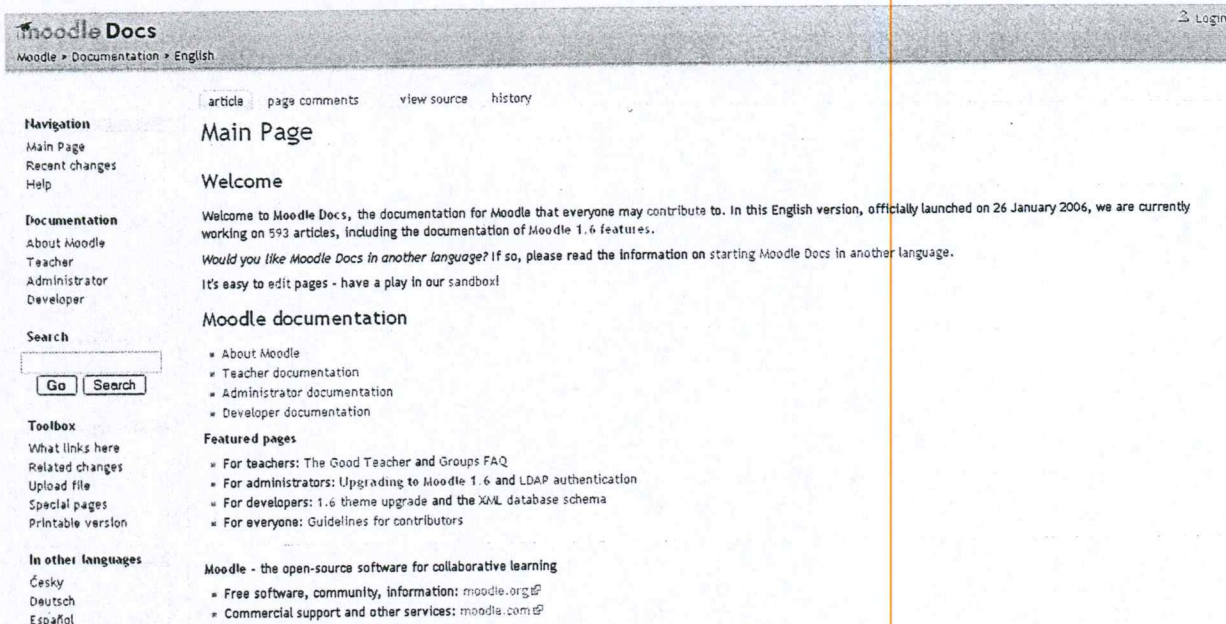 moodle Docs
Login
Moodle ▸ Documentation ▸ English
article page comments view source history
Navigation
Main Page
Recent changes
Help
Documentation
About Moodle
Teacher
Administrator
Developer
Search
Go Search
Toolbox
What links here
Related changes
Upload file
Special pages
Printable version
In other languages
Česky
Deutsch
Español
Main Page
Welcome
Welcome to Moodle Docs, the documentation for Moodle that everyone may contribute to. In this English version, officially launched on 26 January 2006, we are currently
working on 593 articles, including the documentation of Moodle 1.6 features.
Would you like Moodle Docs in another language? If so, please read the information on starting Moodle Docs in another language.
It's easy to edit pages - have a play in our sandbox!
Moodle documentation
▪ About Moodle
▪ Teacher documentation
▪ Administrator documentation
▪ Developer documentation
Featured pages
▪ For teachers: The Good Teacher and Groups FAQ
▪ For administrators: Upgrading to Moodle 1.6 and LDAP authentication
▪ For developers: 1.6 theme upgrade and the XML database schema
▪ For everyone: Guidelines for contributors
Moodle - the open-source software for collaborative learning
▪ Free software, community, information: moodle.org
▪ Commercial support and other services: moodle.com